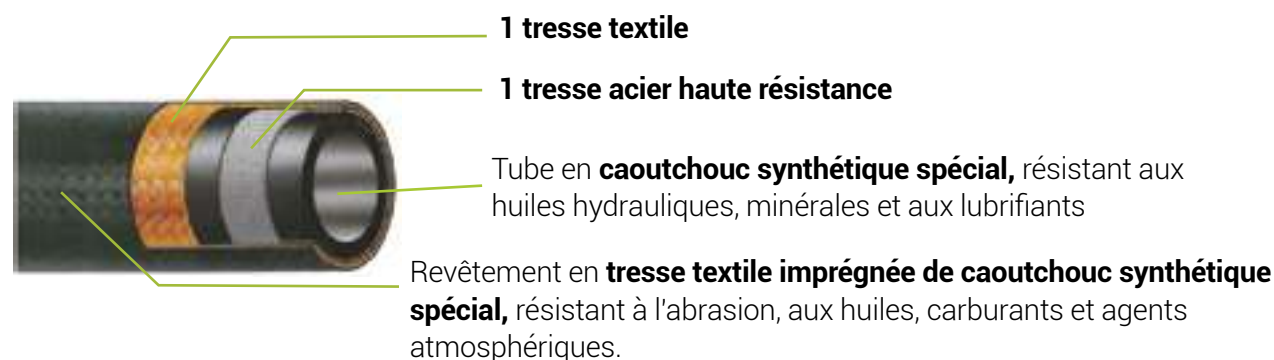 1 tresse textile
1 tresse acier haute résistance
Tube en caoutchouc synthétique spécial, résistant aux
huiles hydrauliques, minérales et aux lubrifiants
Revêtement en tresse textile imprégnée de caoutchouc synthétique
spécial, résistant à l'abrasion, aux huiles, carburants et agents
atmosphériques.